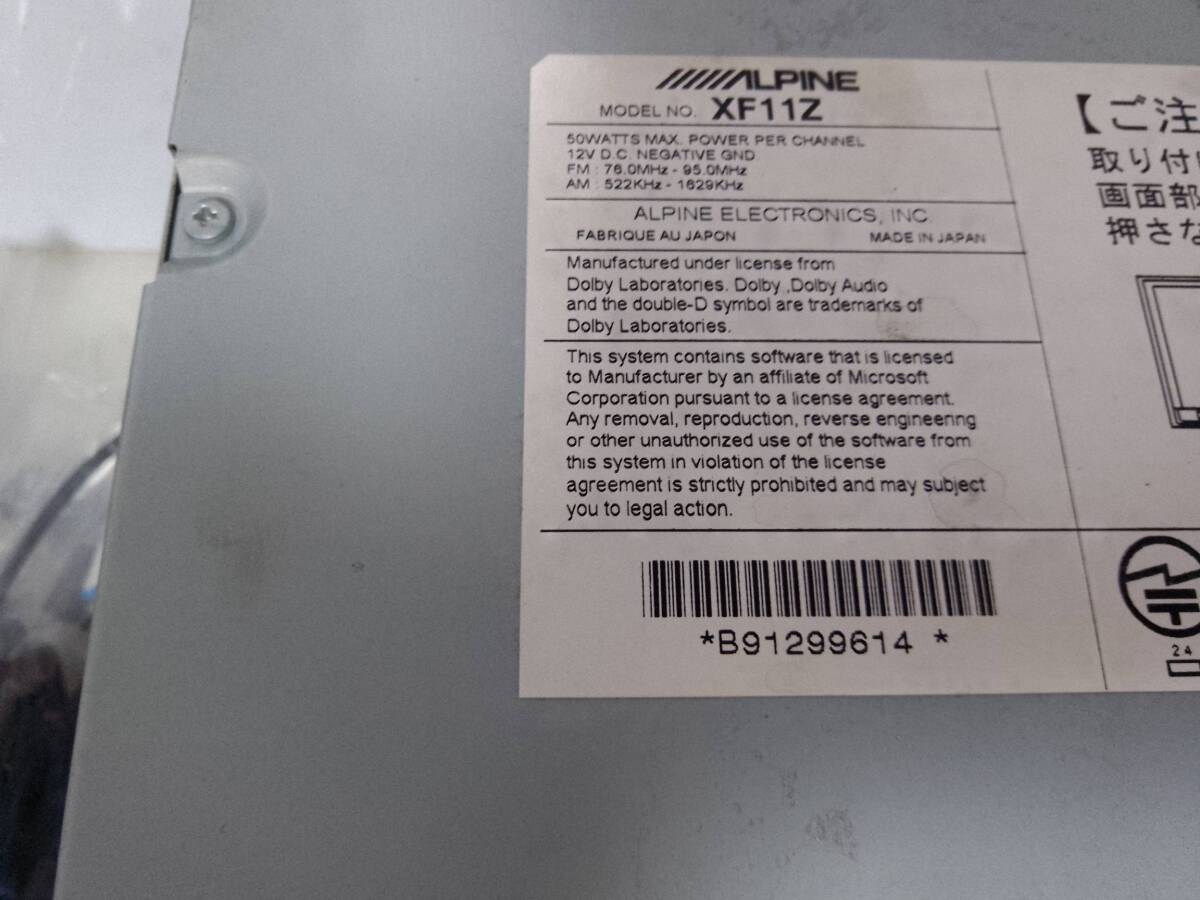 ALPINE
MODEL NO. XF11Z
50WATTS MAX. POWER PER CHANNEL
12V D.C. NEGATIVE GND.
FM : 76.0MHz - 95.0MHz
AM : 522KHz - 1629KHz
ALPINE ELECTRONICS, INC.
FABRIQUE AU JAPON MADE IN JAPAN
Manufactured under license from
Dolby Laboratories. Dolby ,Dolby Audio
and the double-D symbol are trademarks of
Dolby Laboratories.
This system contains software that is licensed
to Manufacturer by an affiliate of Microsoft
Corporation pursuant to a license agreement.
Any removal, reproduction, reverse engineering
or other unauthorized use of the software from
this system in violation of the license
agreement is strictly prohibited and may subject
you to legal action.
*B91299614 *
【ご注
取り付け
画面部
押さな
2.4